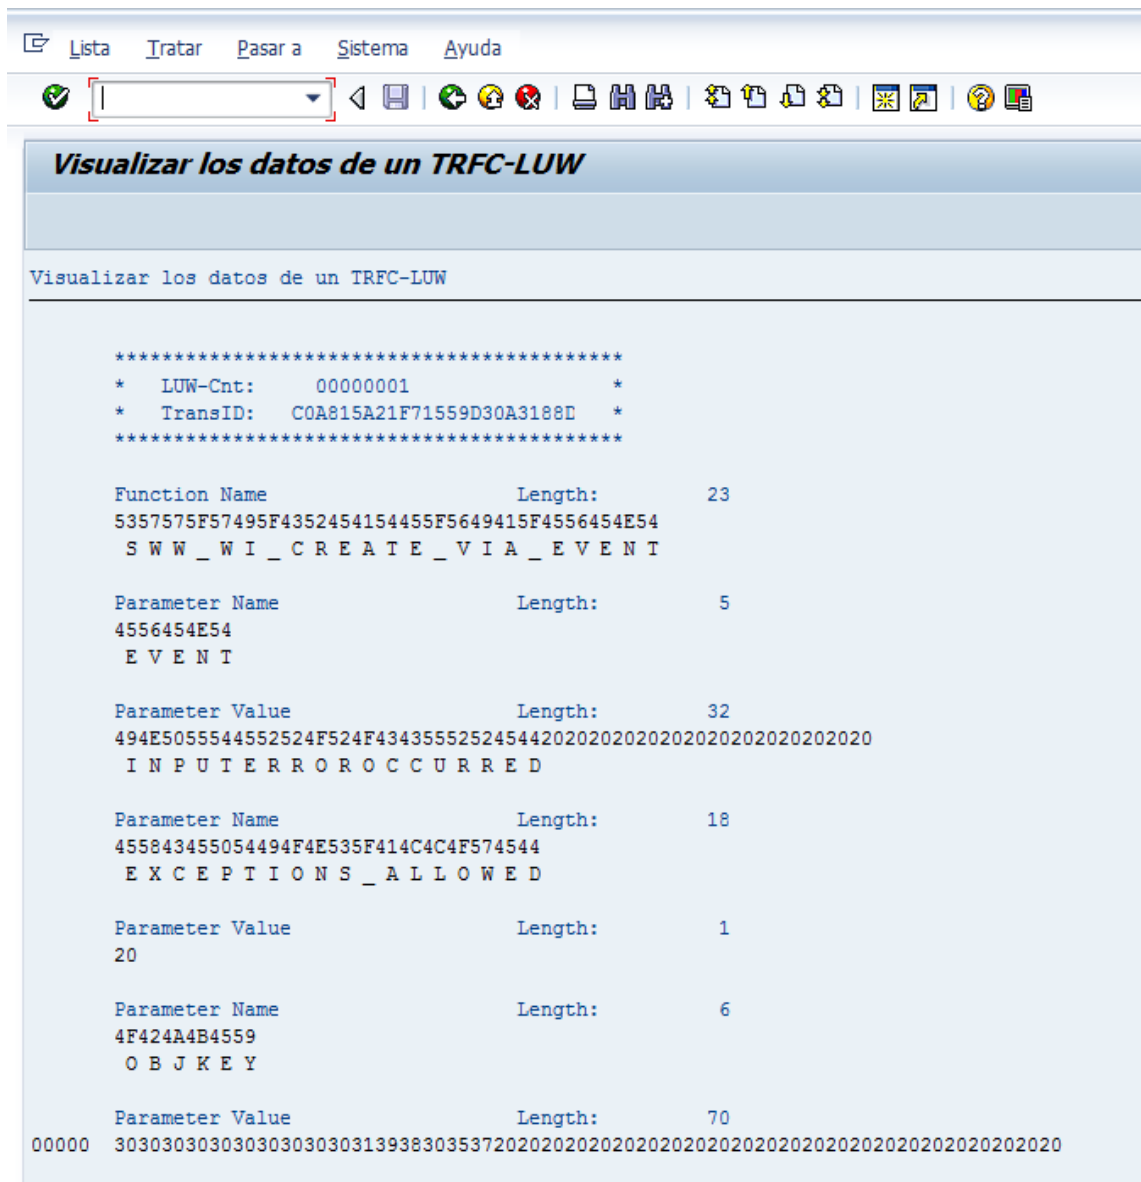 Lista Tratar Pasar a Sistema Ayuda
Visualizar los datos de un TRFC-LUW
Visualizar los datos de un TRFC-LUW
*******************************************
* LUW-Cnt: 00000001 *
* TransID: C0A815A21F71559D30A3188D *
*******************************************
Function Name Length: 23
5357575F57495F4352454154455F5649415F4556454E54
S W W _ W I _ C R E A T E _ V I A _ E V E N T
Parameter Name Length: 5
4556454E54
E V E N T
Parameter Value Length: 32
494E5055544552524F524F434355525245442020202020202020202020202020
I N P U T E R R O R O C C U R R E D
Parameter Name Length: 18
455843455054494F4E535F414C4C4F574544
E X C E P T I O N S _ A L L O W E D
Parameter Value Length: 1
20
Parameter Name Length: 6
4F424A4B4559
O B J K E Y
Parameter Value Length: 70
00000 30303030303030303030313938303537202020202020202020202020202020202020202020202020